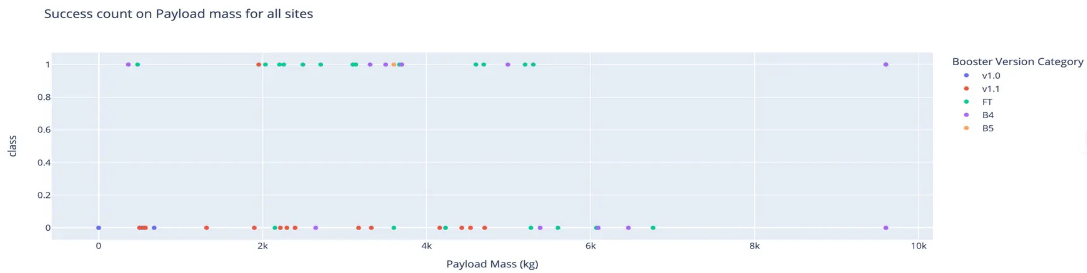 Success count on Payload mass for all sites
Booster Version Category
v1.0
v1.1
FT
B4
B5
class
1
0.8
0.6
0.4
0.2
0
0 2k 4k 6k 8k 10k
Payload Mass (kg)